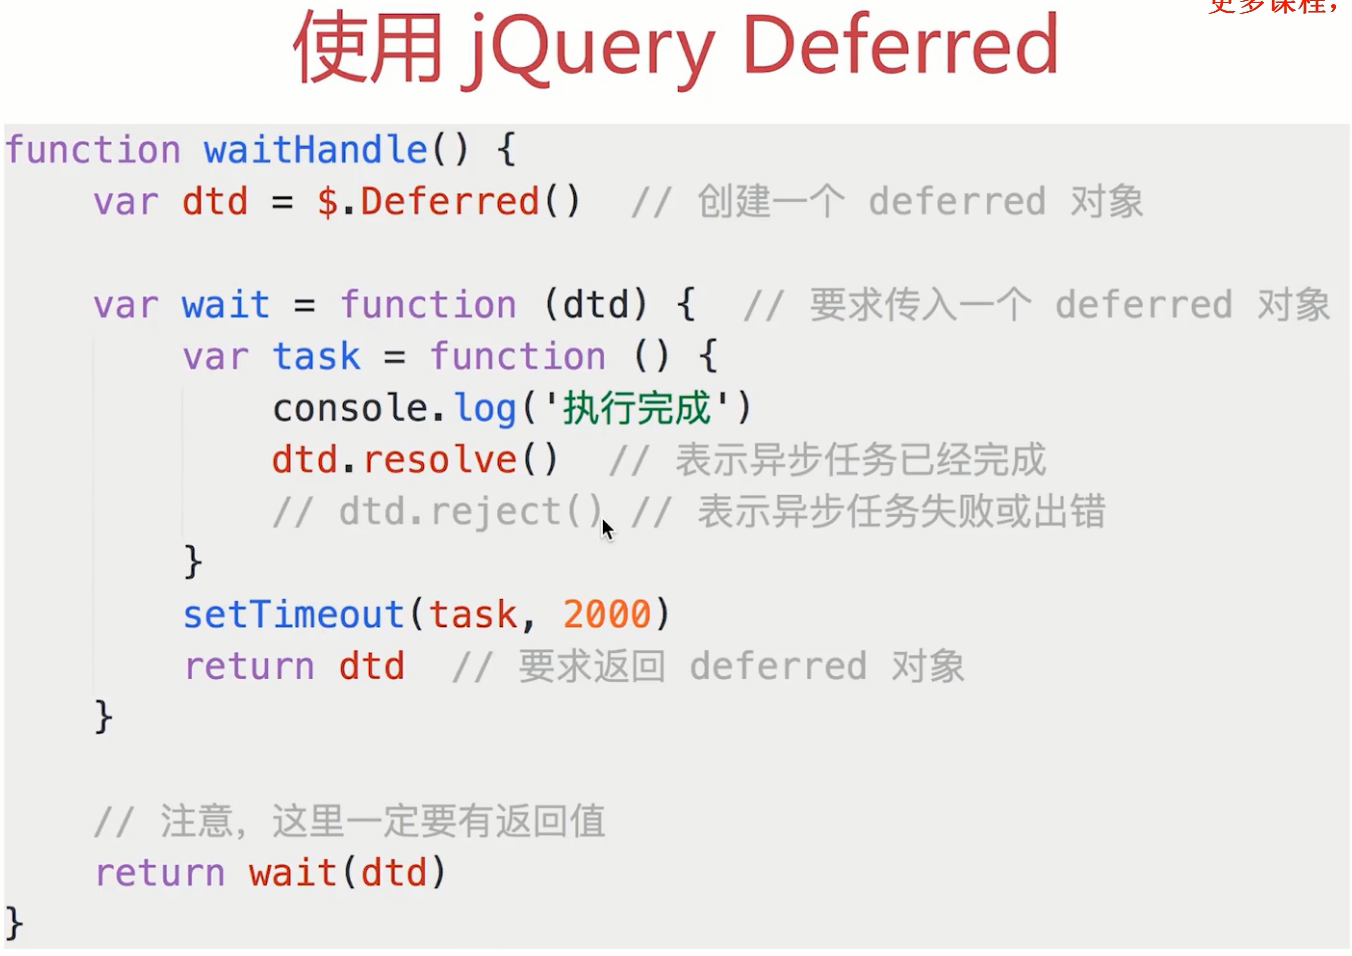 更多课程，
使用 jQuery Deferred
function waitHandle() {
    var dtd = $.Deferred()  // 创建一个 deferred 对象
    var wait = function (dtd) {  // 要求传入一个 deferred 对象
        var task = function () {
            console.log('执行完成')
            dtd.resolve()  // 表示异步任务已经完成
            // dtd.reject() // 表示异步任务失败或出错
        }
        setTimeout(task, 2000)
        return dtd  // 要求返回 deferred 对象
    }
    // 注意，这里一定要有返回值
    return wait(dtd)
}